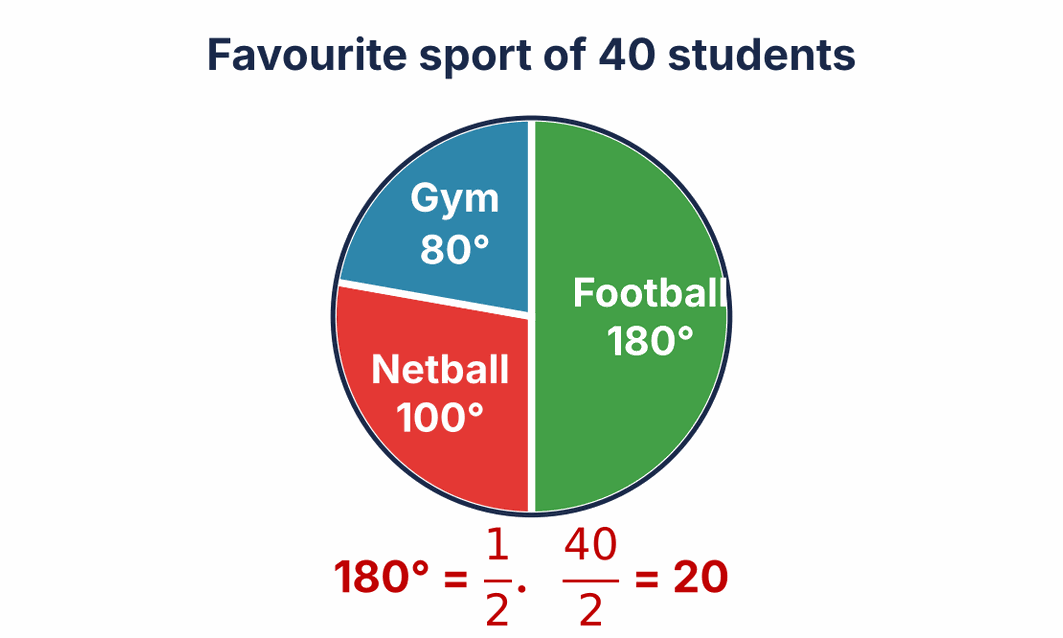 Favourite sport of 40 students
Gym
80°
Football
180°
Netball
100°
180° = 1/2. 40/2 = 20